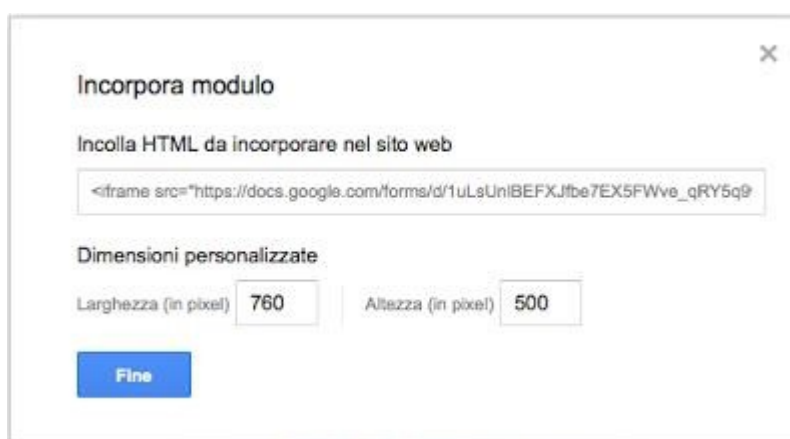 Incorpora modulo
Incolla HTML da incorporare nel sito web
<iframe src="https://docs.google.com/forms/d/1uLsUnIBEFXJfbe7EX5FWve_qRY5q9
Dimensioni personalizzate
Larghezza (in pixel) 760 Altezza (in pixel) 500
Fine